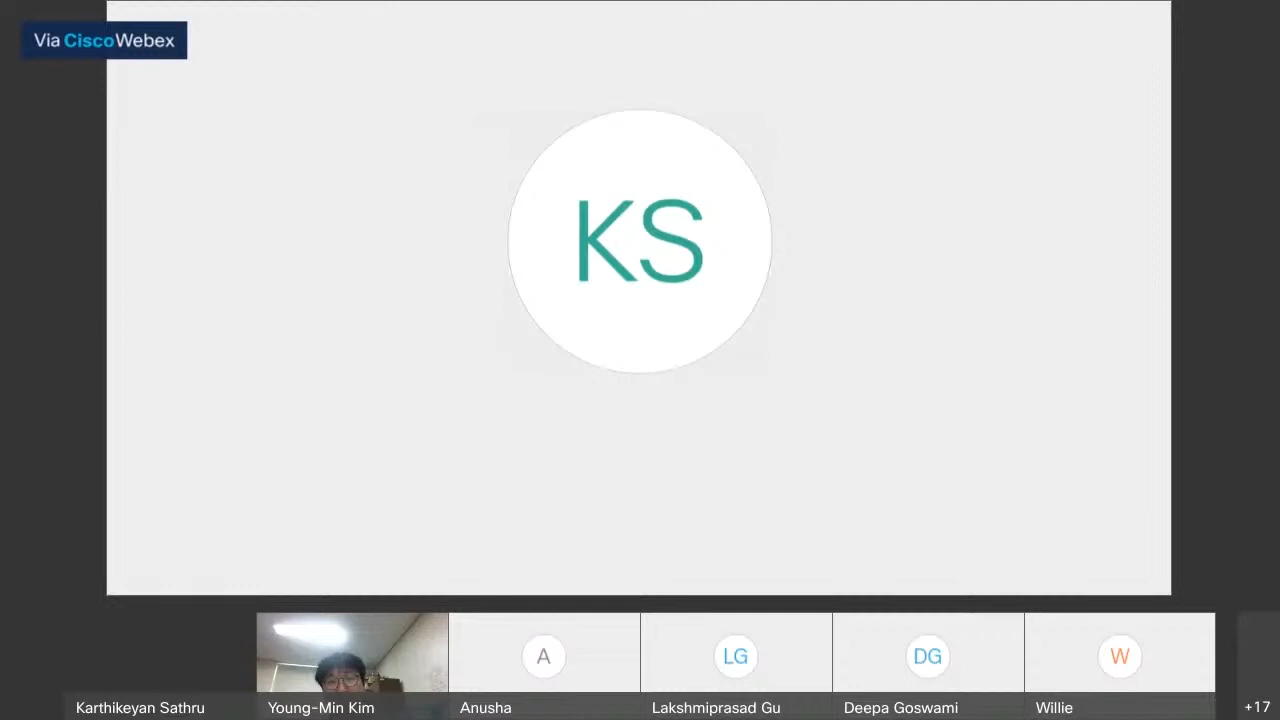 Via CiscoWebex
KS
A
LG
DG
W
Karthikeyan Sathru
Young-Min Kim
Anusha
Lakshmiprasad Gu
Deepa Goswami
Willie
+17